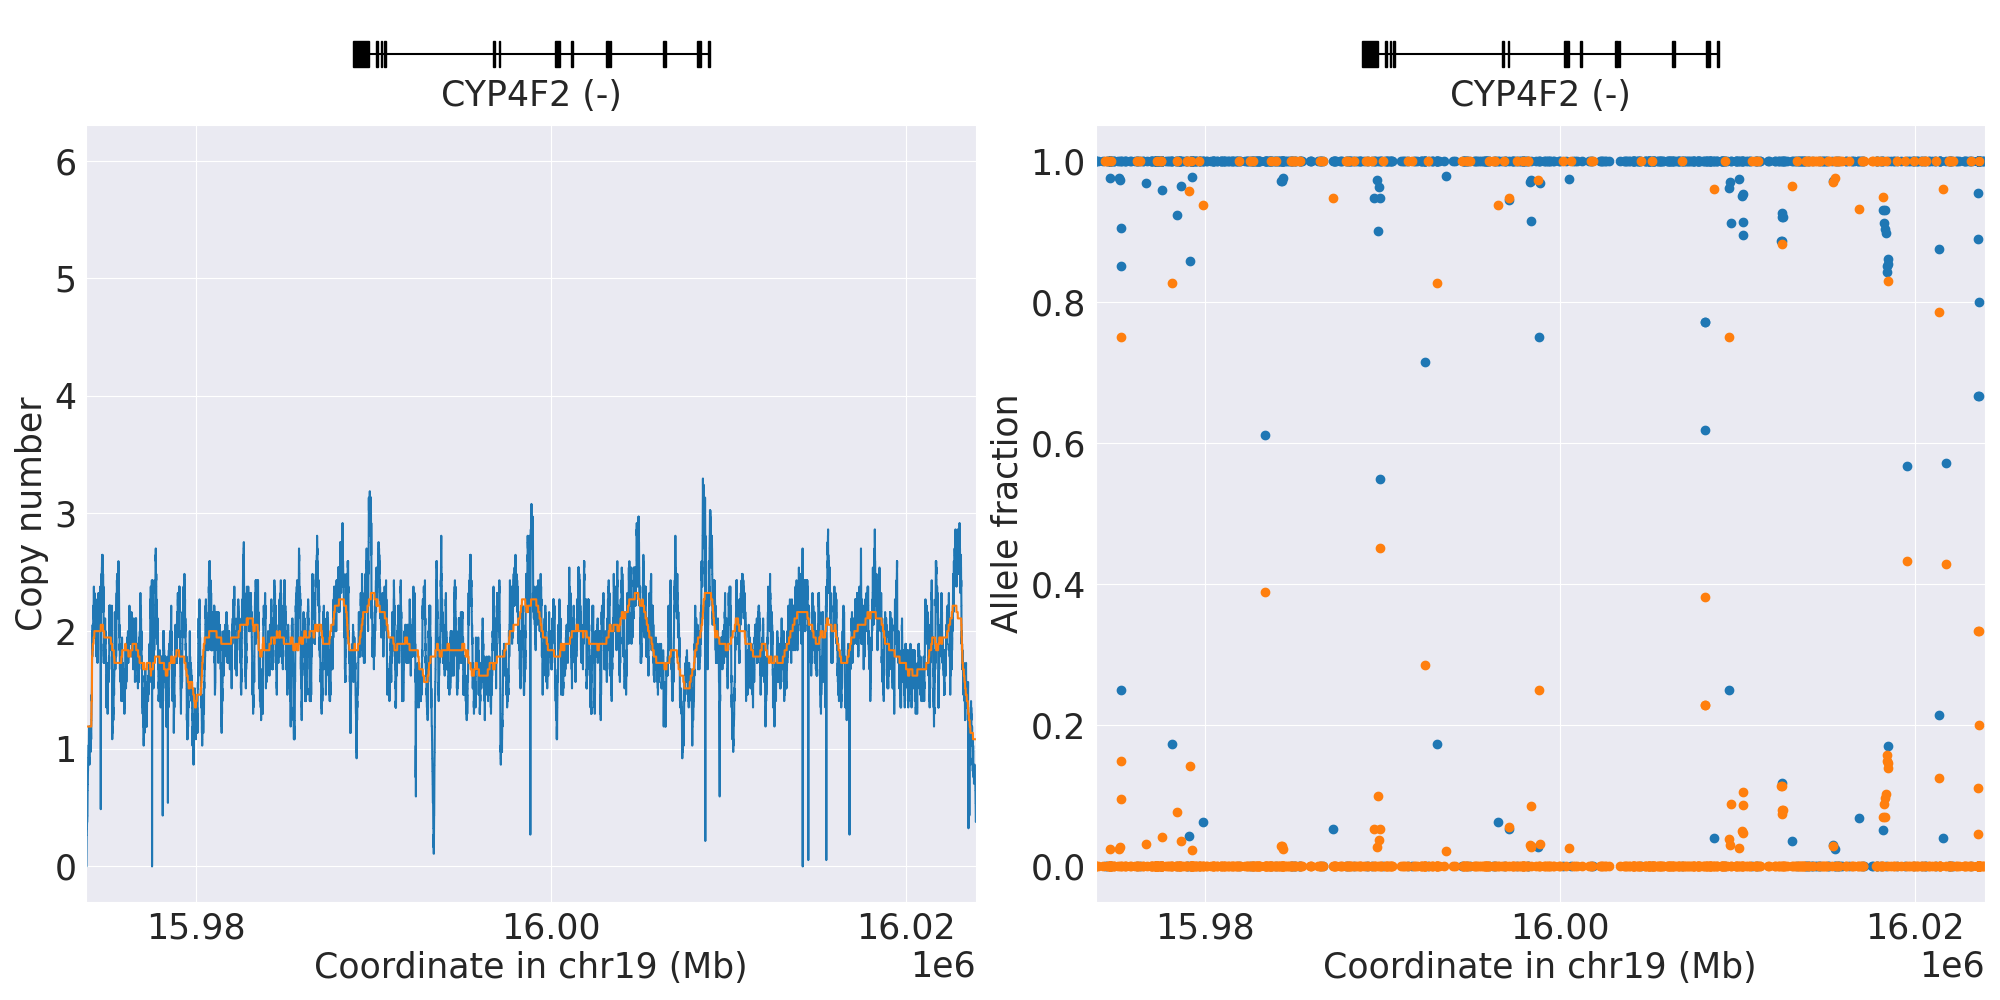 CYP4F2 (-)
6
5
4
3
2
1
0
Copy number
15.98
16.00
16.02
Coordinate in chr19 (Mb)
1e6
CYP4F2 (-)
1.0
0.8
0.6
0.4
0.2
0.0
Allele fraction
15.98
16.00
16.02
Coordinate in chr19 (Mb)
1e6